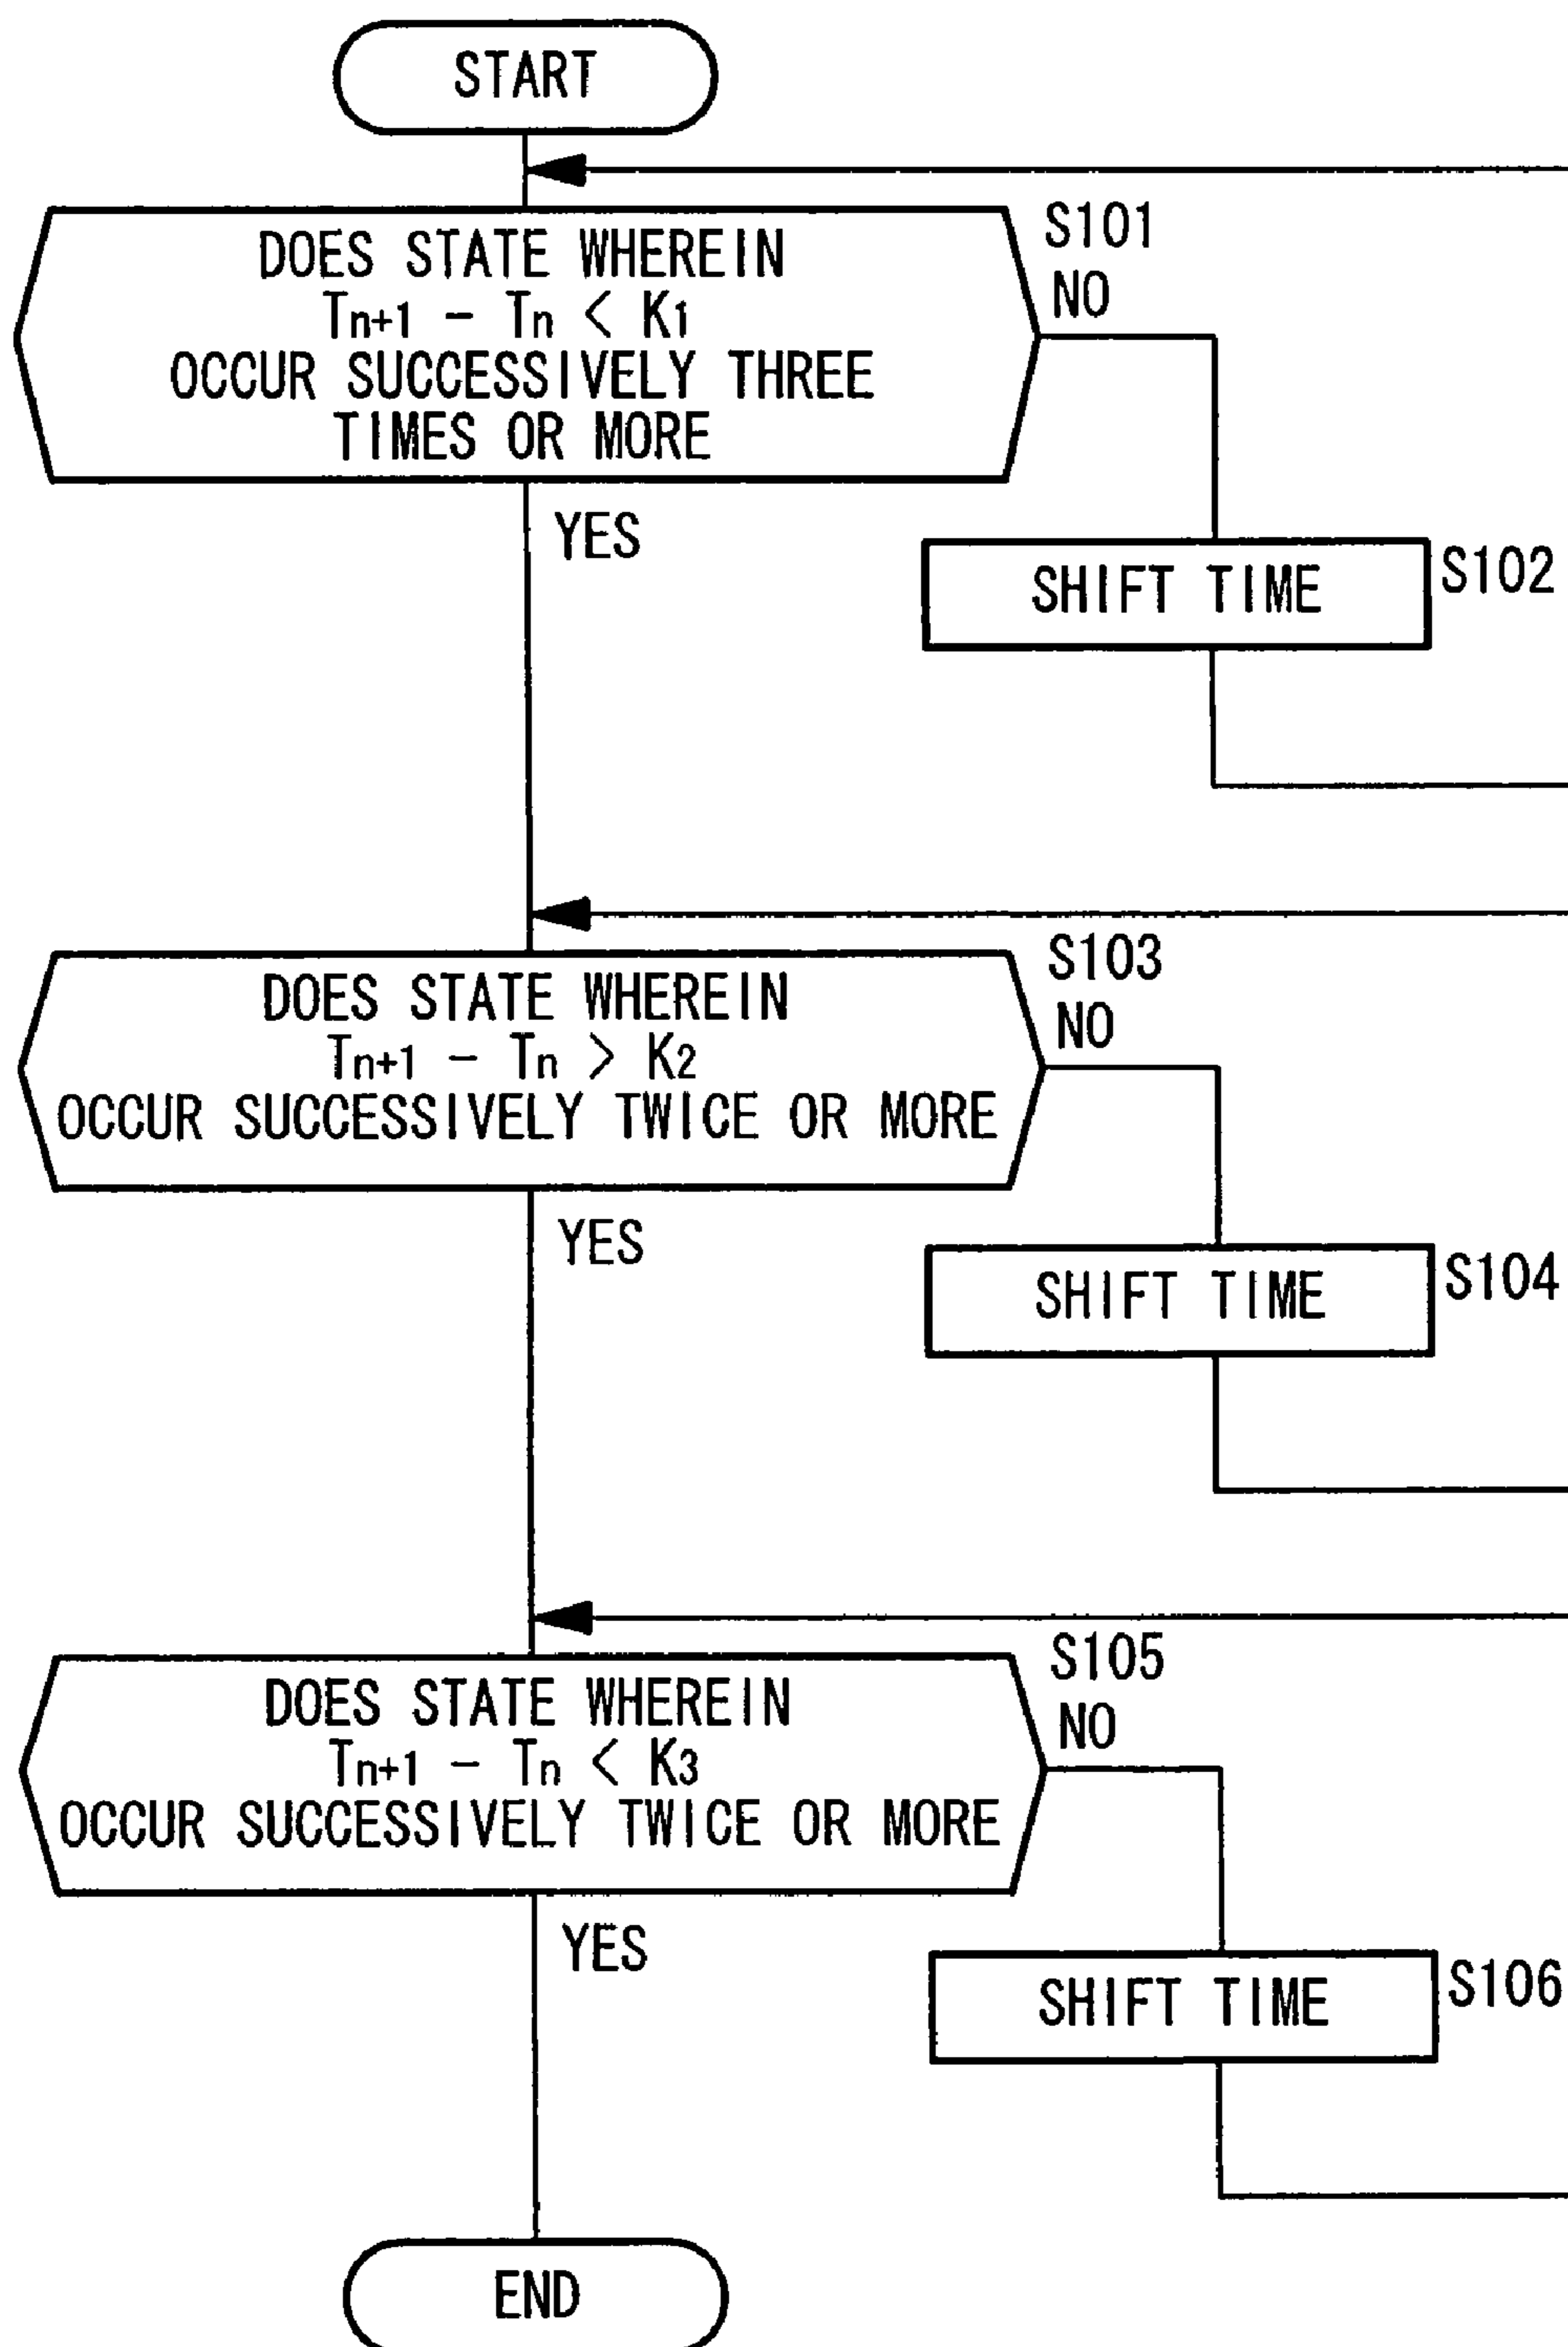 START
DOES STATE WHEREIN
Tn+1 − Tn < K1
OCCUR SUCCESSIVELY THREE
TIMES OR MORE
S101
NO
YES
SHIFT TIME
S102
DOES STATE WHEREIN
Tn+1 − Tn > K2
OCCUR SUCCESSIVELY TWICE OR MORE
S103
NO
YES
SHIFT TIME
S104
DOES STATE WHEREIN
Tn+1 − Tn < K3
OCCUR SUCCESSIVELY TWICE OR MORE
S105
NO
YES
SHIFT TIME
S106
END